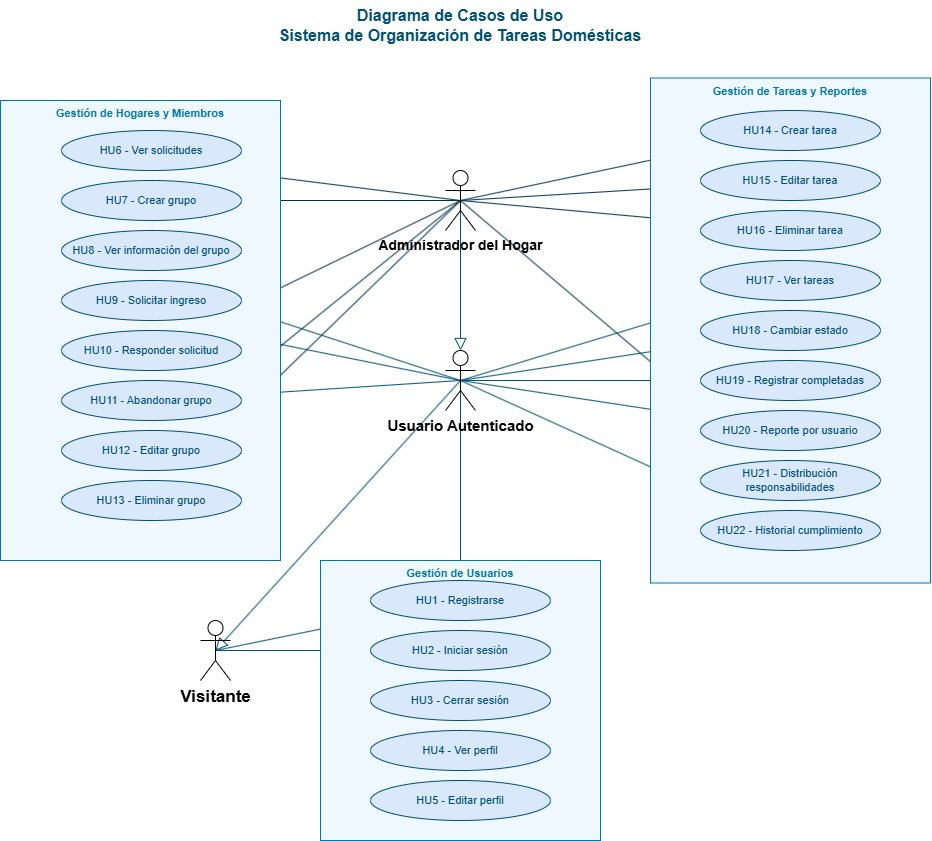 Diagrama de Casos de Uso
Sistema de Organización de Tareas Domésticas
Gestión de Hogares y Miembros
HU6 - Ver solicitudes
HU7 - Crear grupo
HU8 - Ver información del grupo
HU9 - Solicitar ingreso
HU10 - Responder solicitud
HU11 - Abandonar grupo
HU12 - Editar grupo
HU13 - Eliminar grupo
Administrador del Hogar
Usuario Autenticado
Visitante
Gestión de Tareas y Reportes
HU14 - Crear tarea
HU15 - Editar tarea
HU16 - Eliminar tarea
HU17 - Ver tareas
HU18 - Cambiar estado
HU19 - Registrar completadas
HU20 - Reporte por usuario
HU21 - Distribución
responsabilidades
HU22 - Historial cumplimiento
Gestión de Usuarios
HU1 - Registrarse
HU2 - Iniciar sesión
HU3 - Cerrar sesión
HU4 - Ver perfil
HU5 - Editar perfil